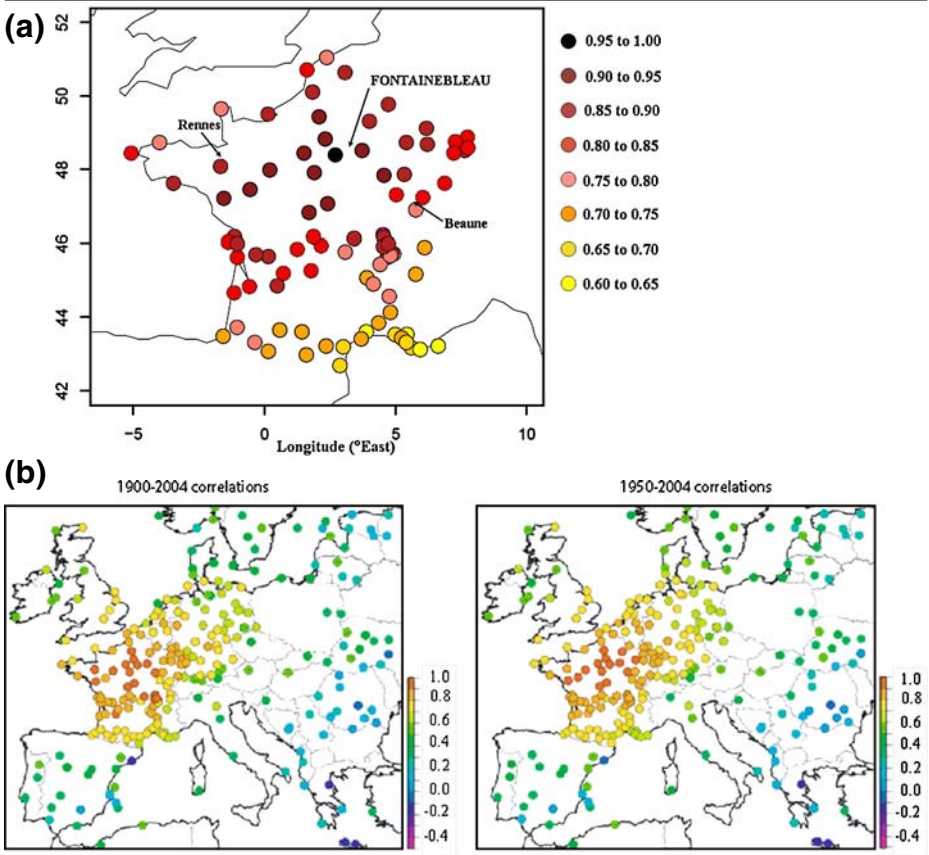 (a)
52
50
48
46
44
42
−5
0
5
10
Longitude (°East)
FONTAINEBLEAU
Rennes
Beaune
0.95 to 1.00
0.90 to 0.95
0.85 to 0.90
0.80 to 0.85
0.75 to 0.80
0.70 to 0.75
0.65 to 0.70
0.60 to 0.65
(b)
1900-2004 correlations
1.0
0.8
0.6
0.4
0.2
0.0
-0.2
-0.4
1950-2004 correlations
1.0
0.8
0.6
0.4
0.2
0.0
-0.2
-0.4